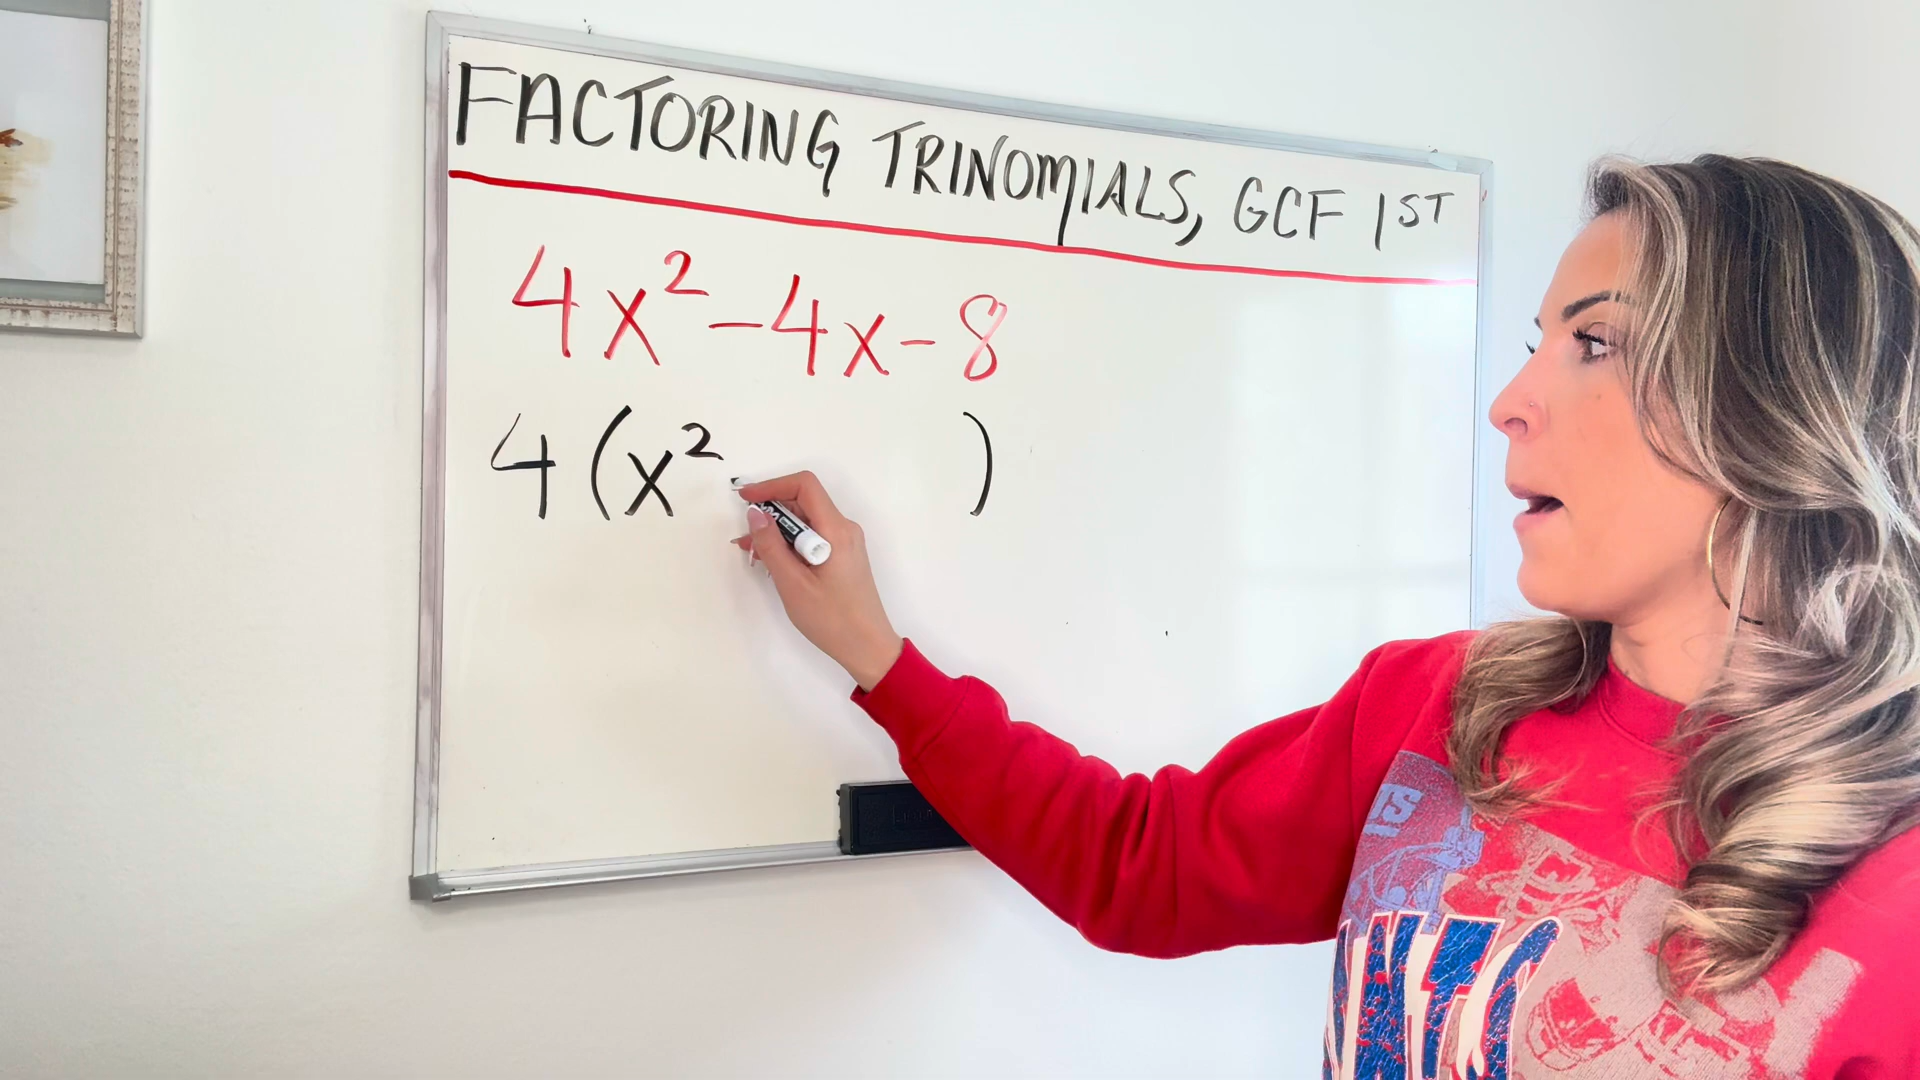 FACTORING TRINOMIALS, GCF 1ST
4x² - 4x - 8
4 (x² )